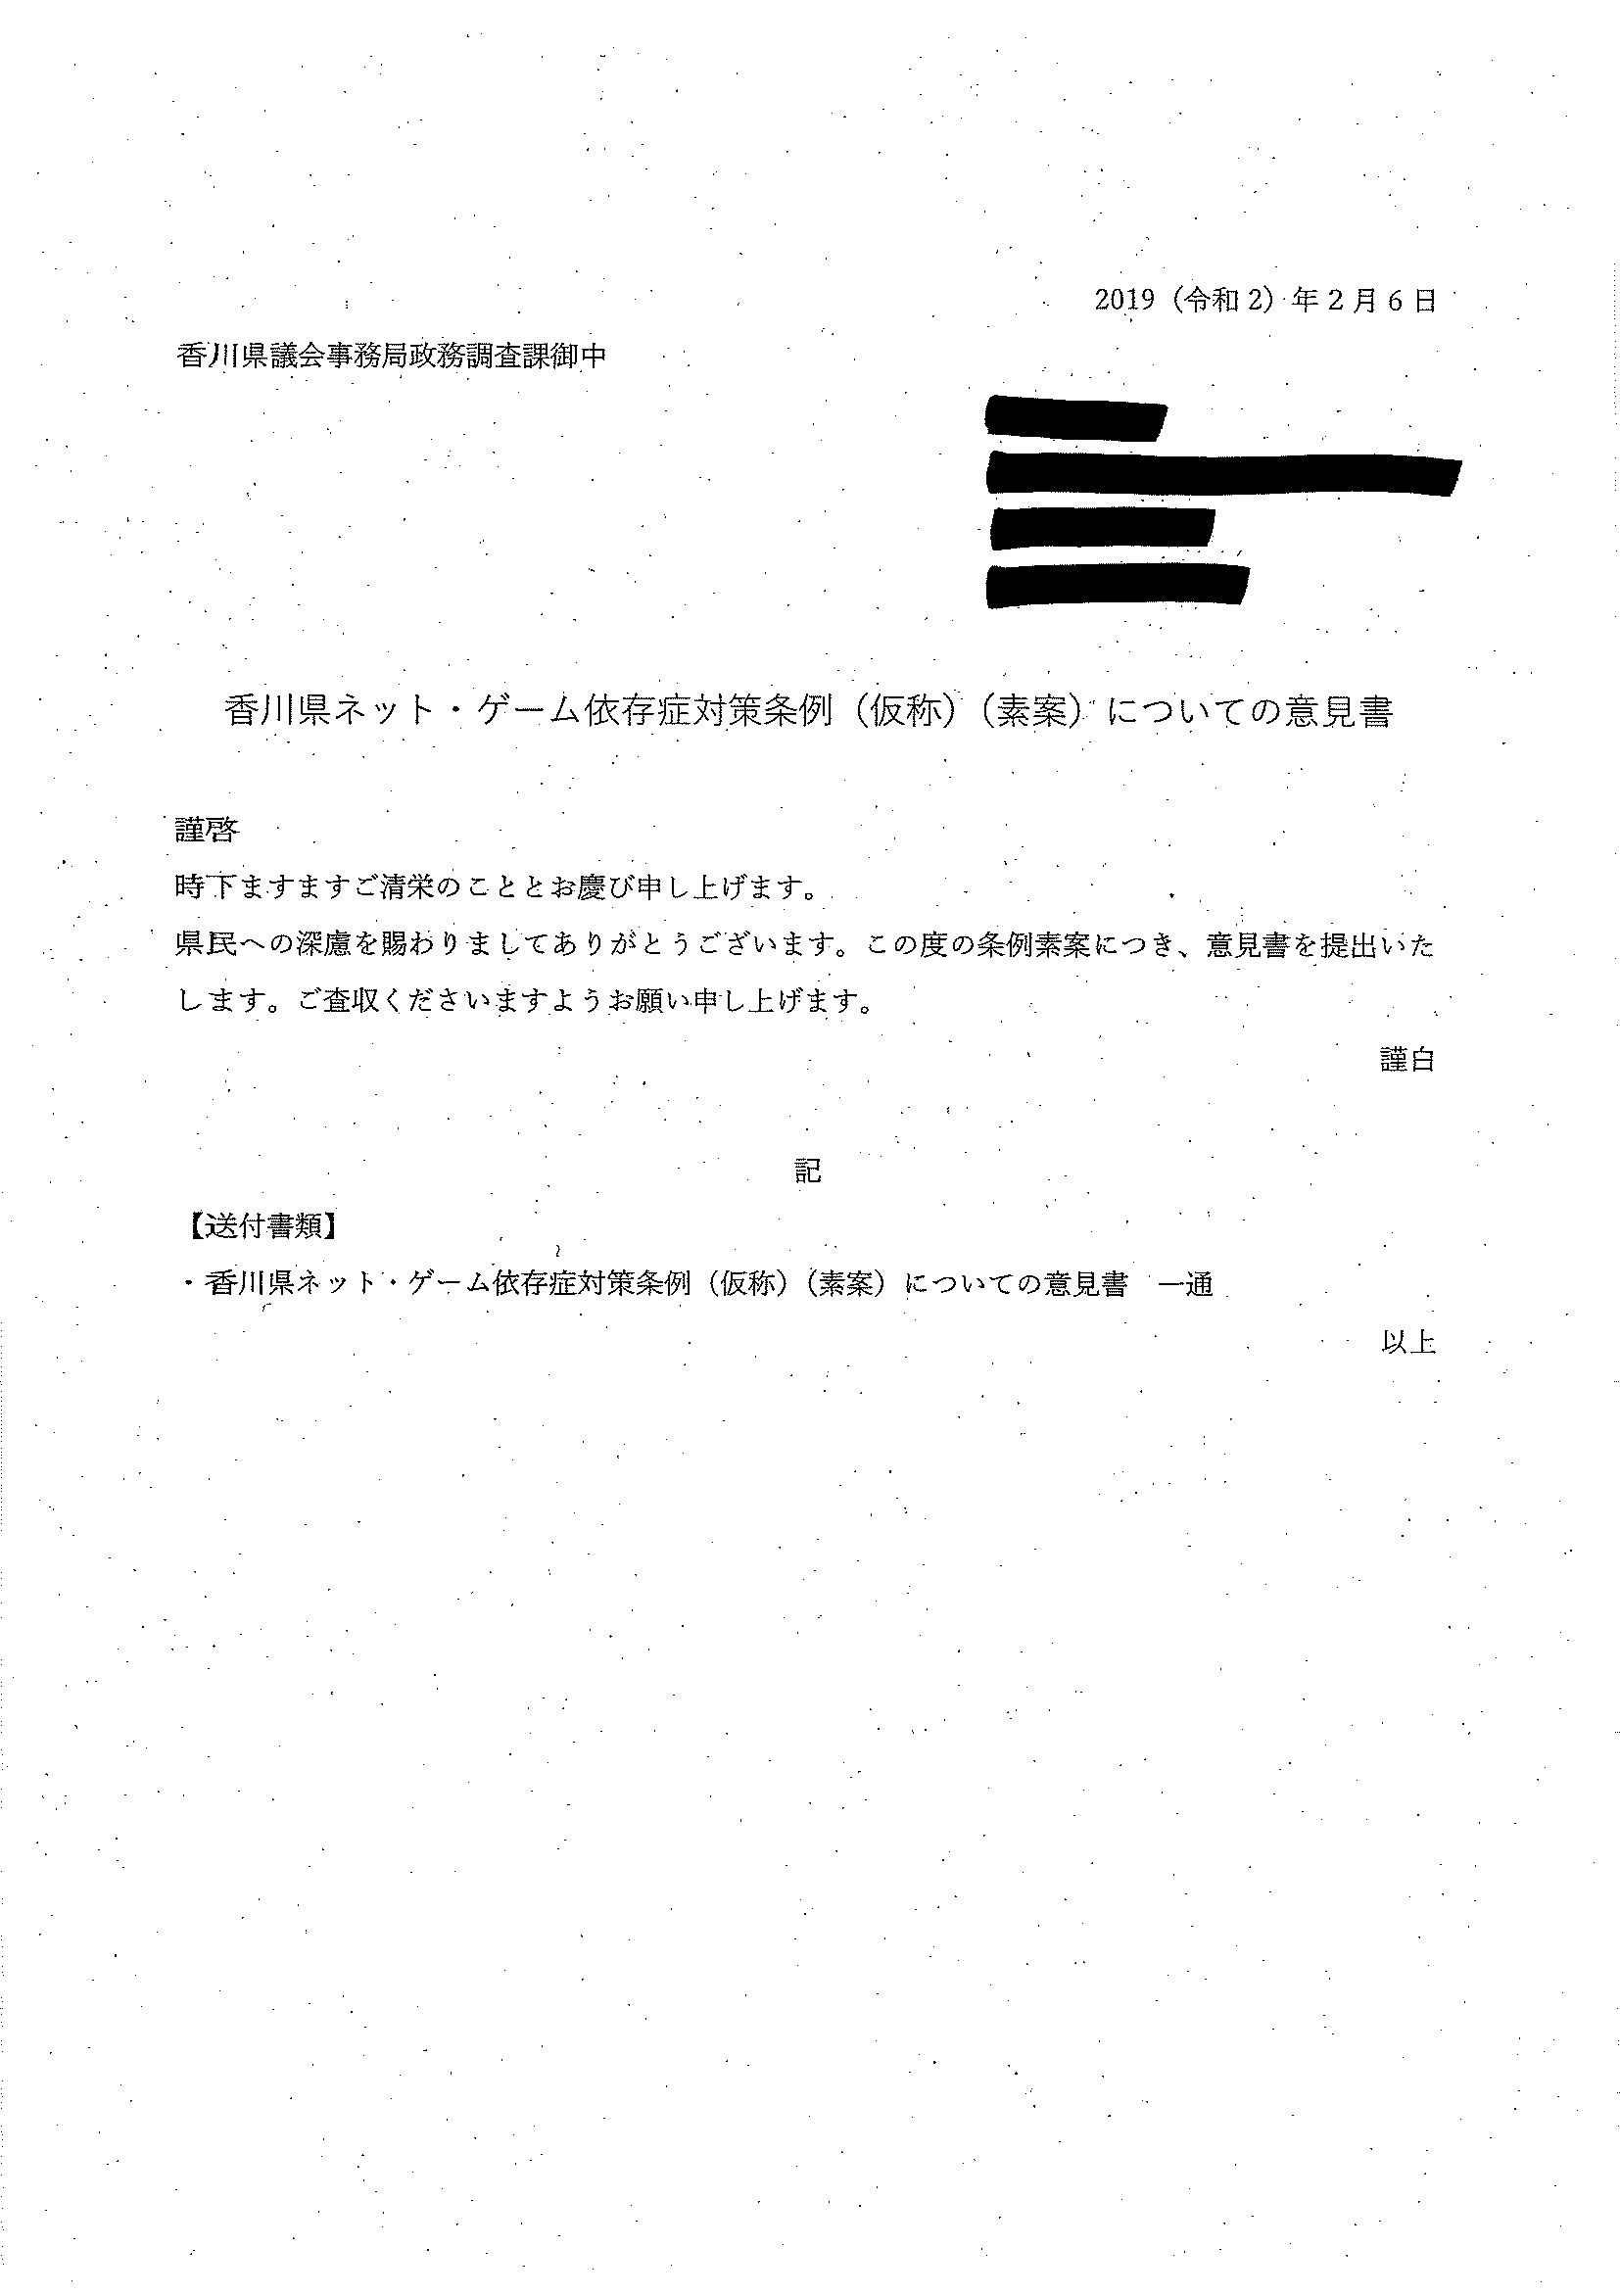 2019（令和2）年2月6日
香川県議会事務局政務調査課御中
香川県ネット・ゲーム依存症対策条例（仮称）（素案）についての意見書
謹啓
時下ますますご清栄のこととお慶び申し上げます。
県民への深慮を賜わりましてありがとうございます。この度の条例素案につき、意見書を提出いた
します。ご査収くださいますようお願い申し上げます。
謹白
記
【送付書類】
・香川県ネット・ゲーム依存症対策条例（仮称）（素案）についての意見書　一通
以上